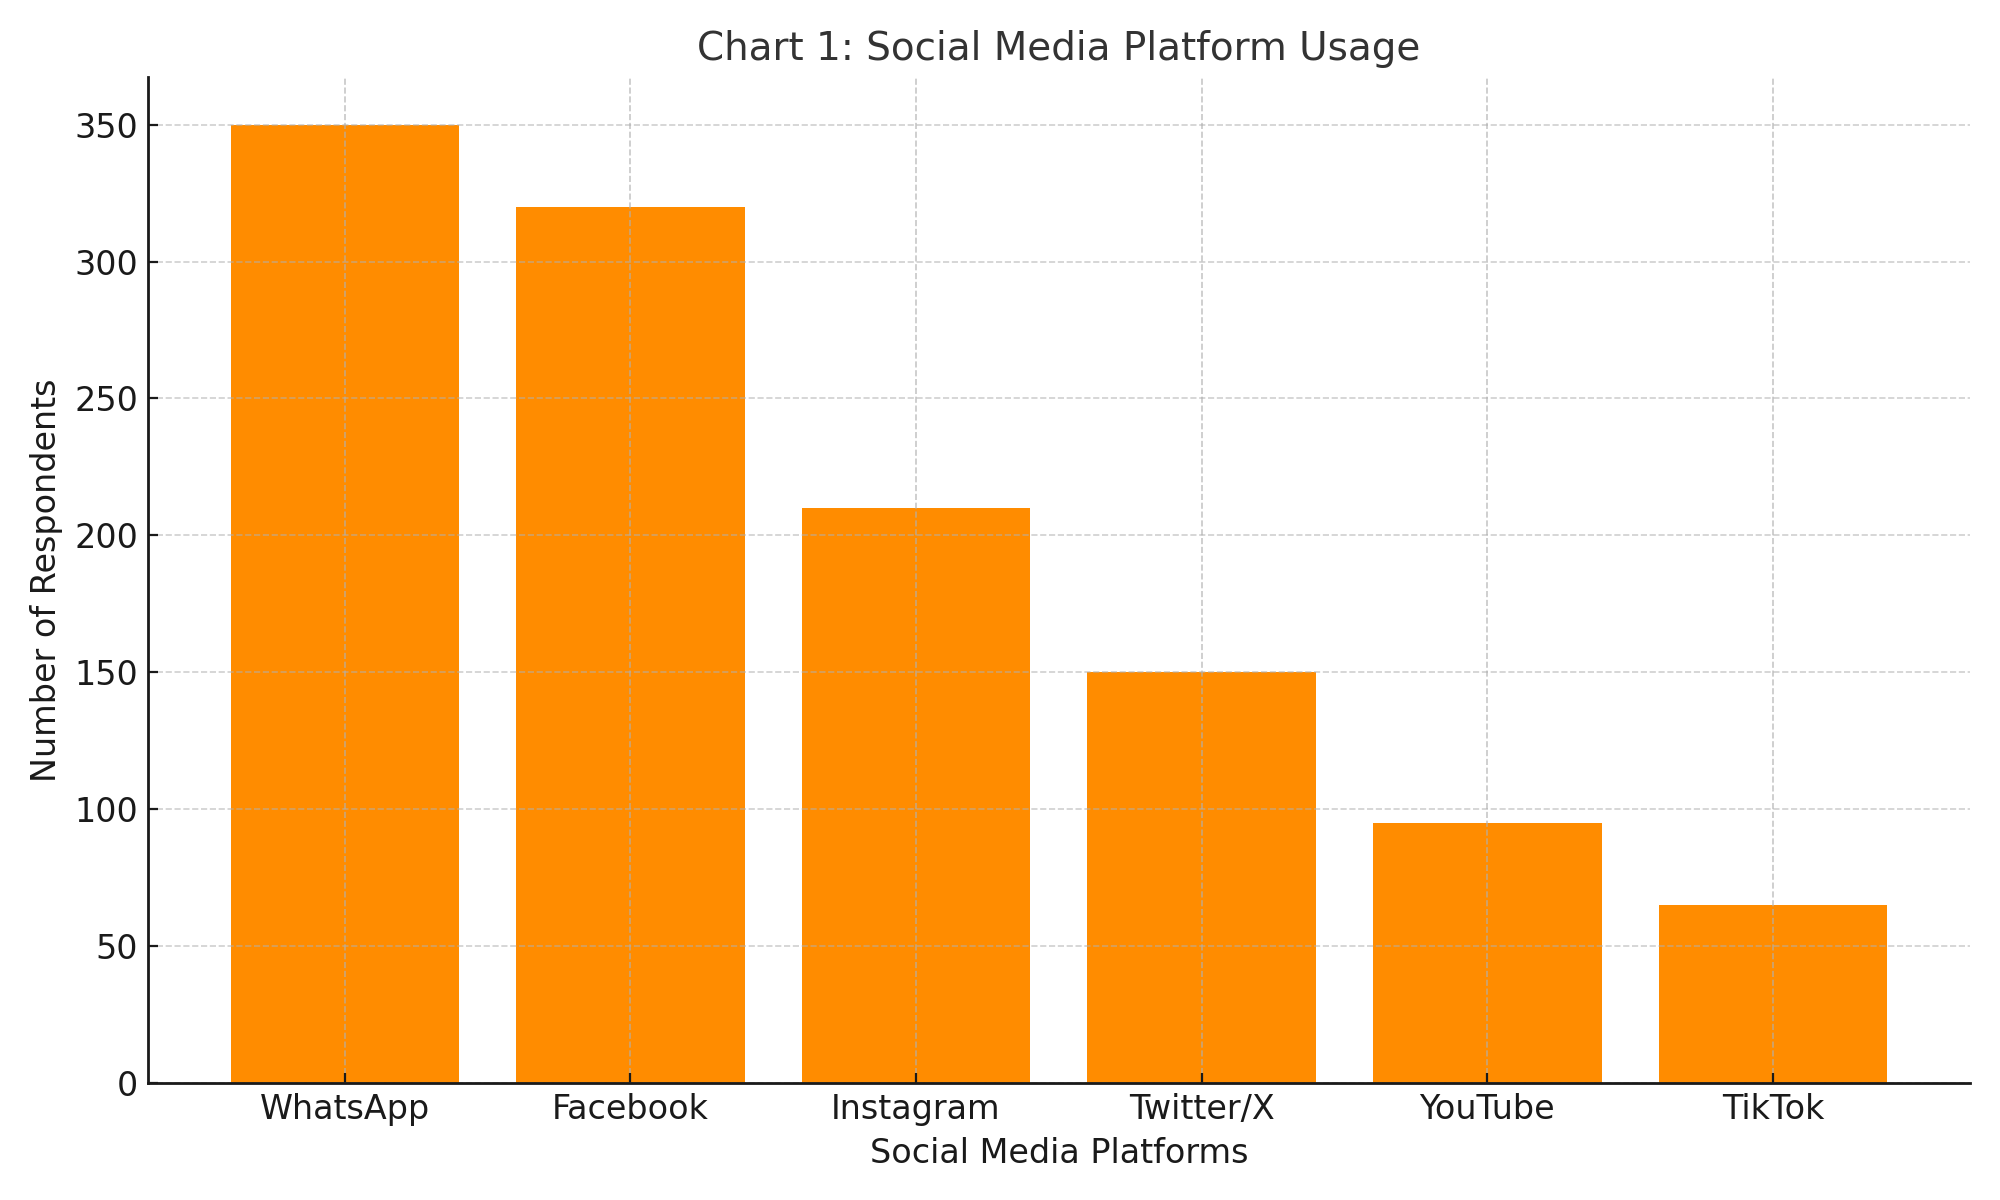 Chart 1: Social Media Platform Usage
Number of Respondents
350
300
250
200
150
100
50
0
WhatsApp Facebook Instagram Twitter/X YouTube TikTok
Social Media Platforms